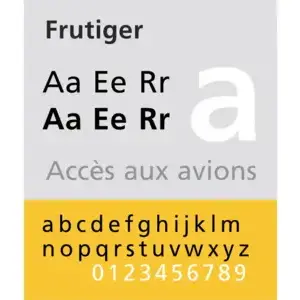 Frutiger
Aa Ee Rr
Aa Ee Rr
a
Accès aux avions
abcdefghijklm
nopqrstuvwxyz
0123456789